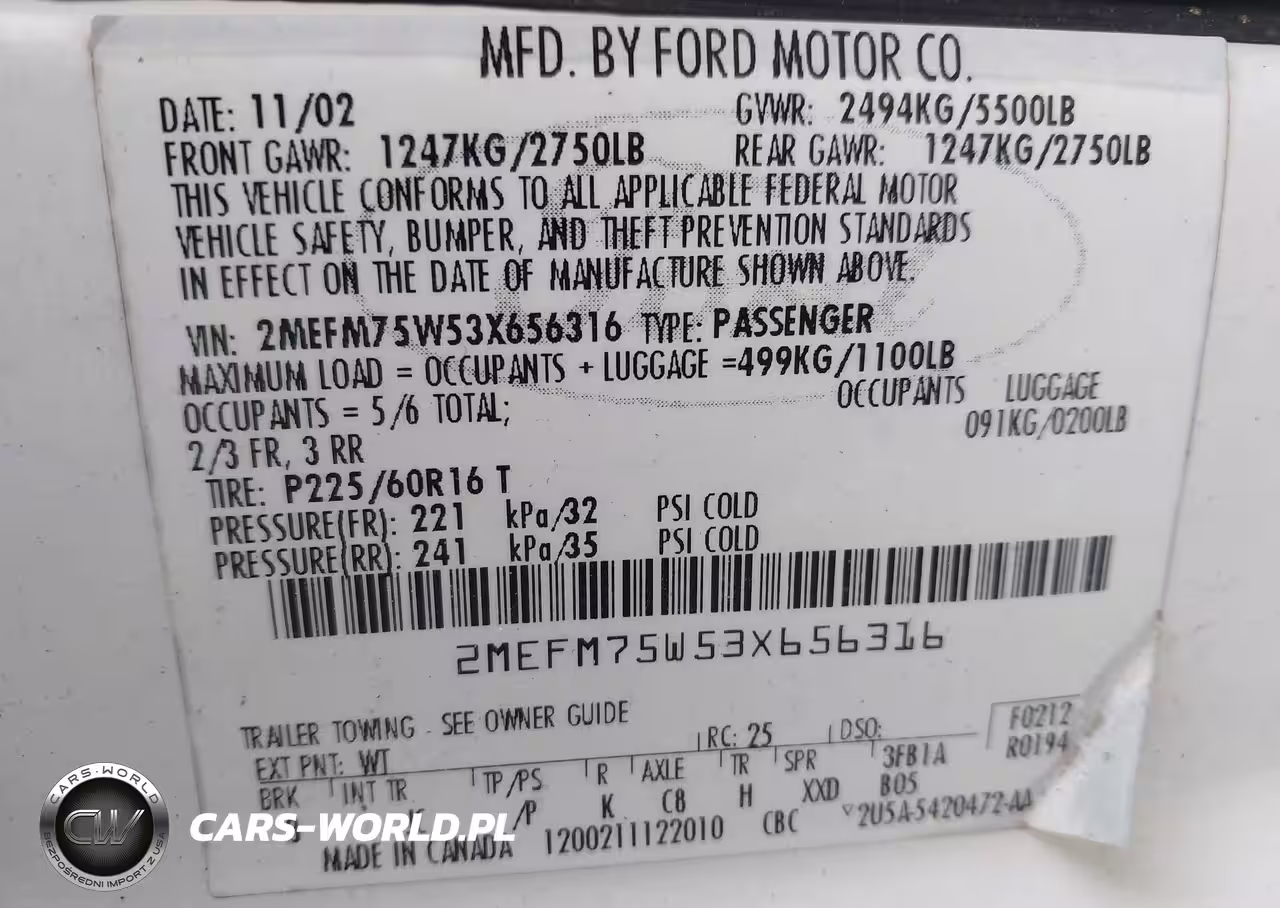 MFD. BY FORD MOTOR CO.
DATE: 11/02 GVWR: 2494KG/5500LB
FRONT GAWR: 1247KG/2750LB REAR GAWR: 1247KG/2750LB
THIS VEHICLE CONFORMS TO ALL APPLICABLE FEDERAL MOTOR
VEHICLE SAFETY, BUMPER, AND THEFT PREVENTION STANDARDS
IN EFFECT ON THE DATE OF MANUFACTURE SHOWN ABOVE.
VIN: 2MEFM75W53X656316 TYPE: PASSENGER
MAXIMUM LOAD = OCCUPANTS + LUGGAGE =499KG/1100LB
OCCUPANTS = 5/6 TOTAL; OCCUPANTS LUGGAGE
2/3 FR, 3 RR 091KG/0200LB
TIRE: P225/60R16 T
PRESSURE(FR): 221 kPa/32 PSI COLD
PRESSURE(RR): 241 kPa/35 PSI COLD
2MEFM75W53X656316
TRAILER TOWING - SEE OWNER GUIDE
EXT PNT: WT RC: 25 DSO: F0212
BRK INT TR TP/PS R AXLE TR SPR 3FB1A R0194
/P K C8 H XXD B05
MADE IN CANADA 1200211122010 CBC 2U5A-5420472-AA
CARS-WORLD
CW
BEZPOŚREDNI IMPORT Z USA
CARS-WORLD.PL